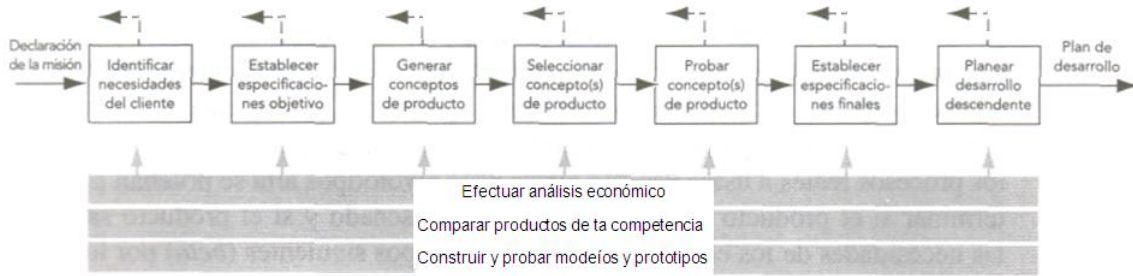 Declaración
de la misión
Identificar
necesidades
del cliente
Establecer
especificacio-
nes objetivo
Generar
conceptos
de producto
Seleccionar
concepto(s)
de producto
Probar
concepto(s)
de producto
Establecer
especificacio-
nes finales
Planear
desarrollo
descendente
Plan de
desarrollo
Efectuar análisis económico
Comparar productos de ta competencia
Construir y probar modeíos y prototipos